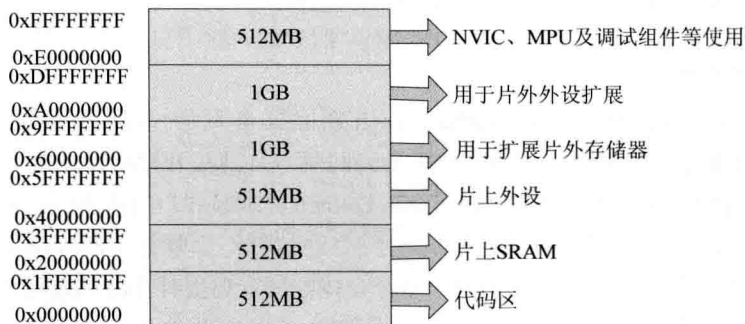 0xFFFFFFFF
512MB
NVIC、MPU及调试组件等使用
0xE0000000
0xDFFFFFFF
1GB
用于片外外设扩展
0xA0000000
0x9FFFFFFF
1GB
用于扩展片外存储器
0x60000000
0x5FFFFFFF
512MB
片上外设
0x40000000
0x3FFFFFFF
512MB
片上SRAM
0x20000000
0x1FFFFFFF
512MB
代码区
0x00000000